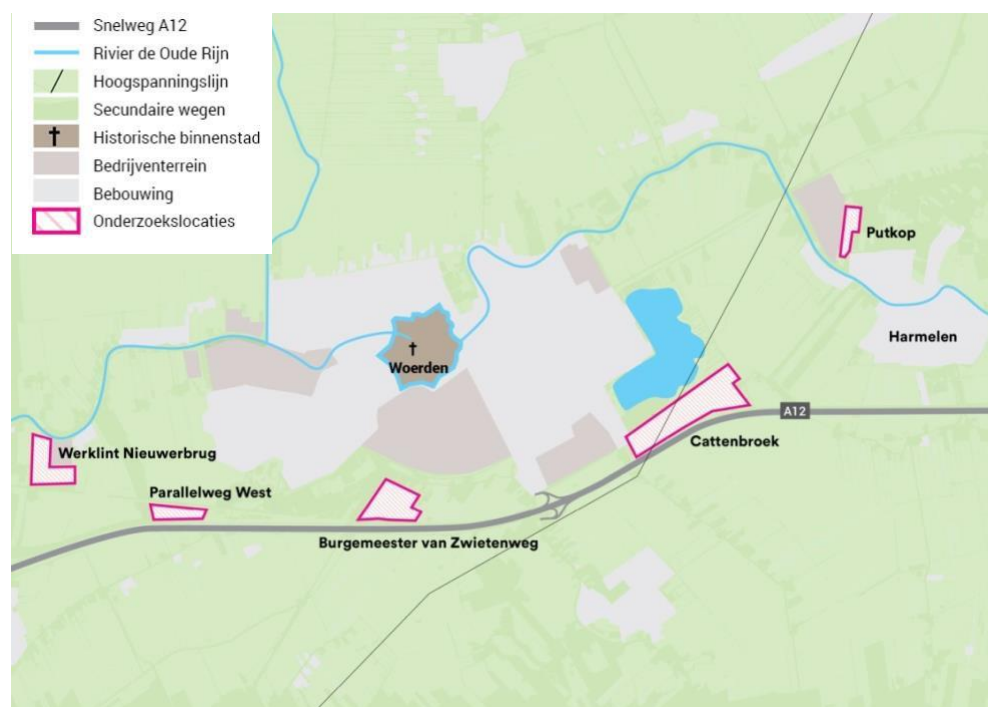 Snelweg A12
Rivier de Oude Rijn
Hoogspanningslijn
Secundaire wegen
Historische binnenstad
Bedrijventerrein
Bebouwing
Onderzoekslocaties
Putkop
Harmelen
Woerden
A12
Cattenbroek
Werklint Nieuwerbrug
Parallelweg West
Burgemeester van Zwietenweg